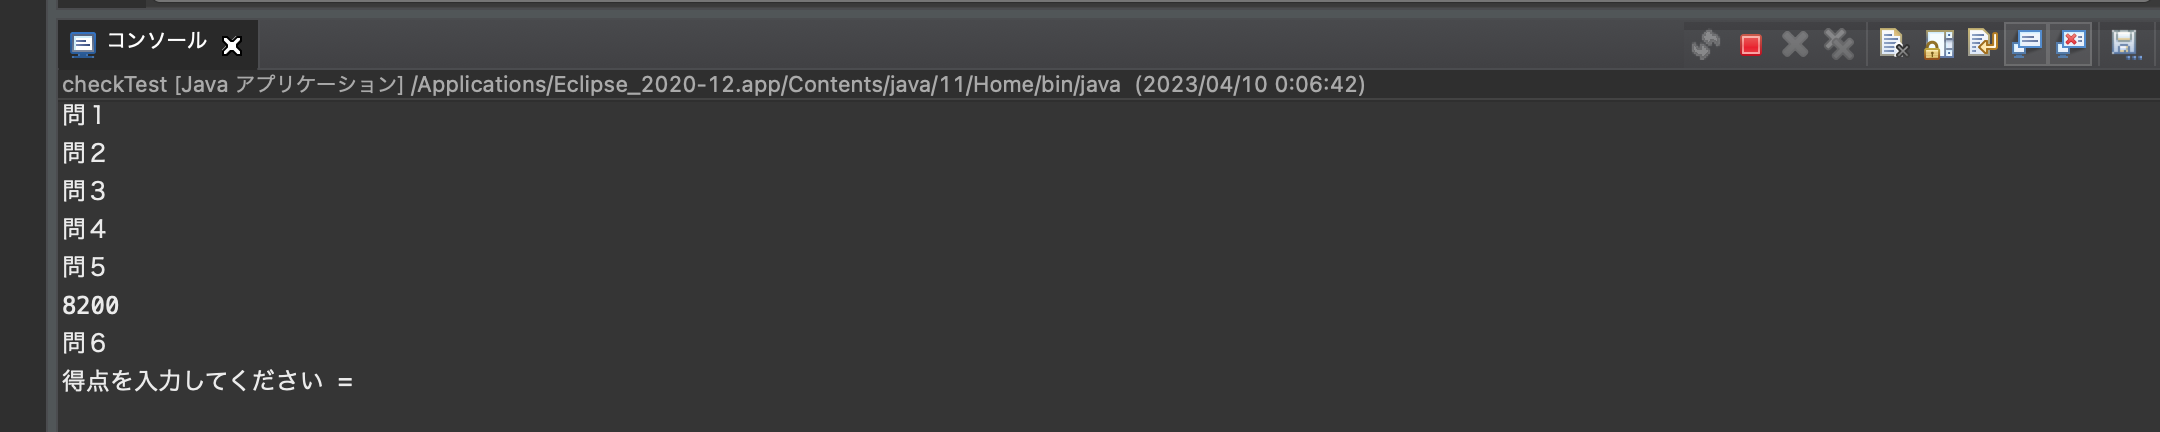 コンソール
checkTest [Java アプリケーション] /Applications/Eclipse_2020-12.app/Contents/java/11/Home/bin/java (2023/04/10 0:06:42)
問１
問２
問３
問４
問５
8200
問６
得点を入力してください =